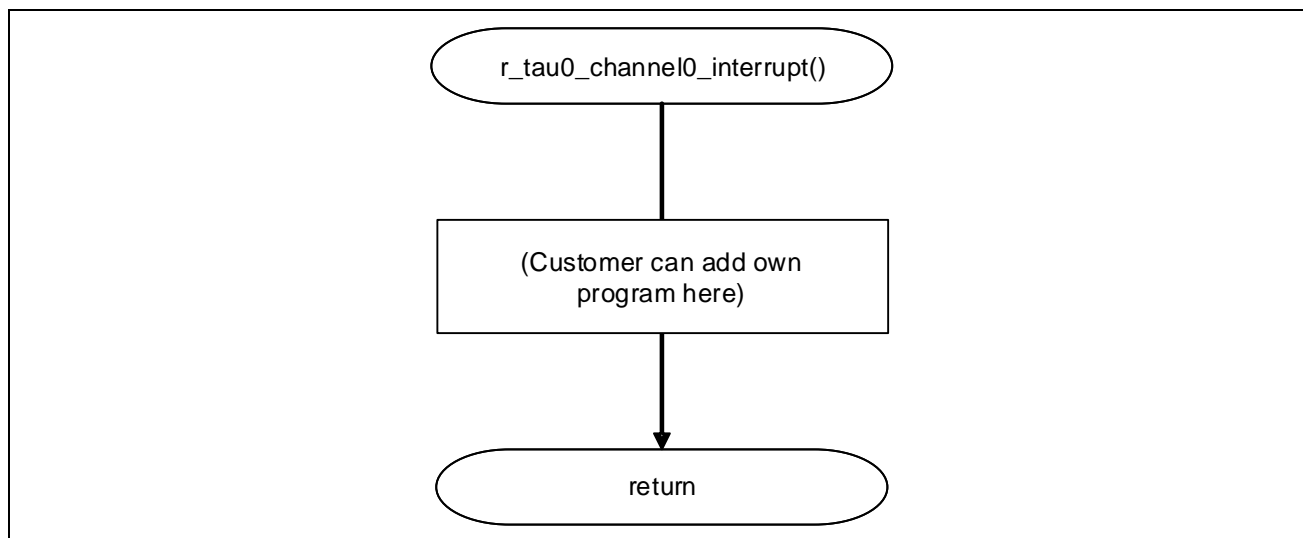 r_tau0_channel0_interrupt()
(Customer can add own
program here)
return